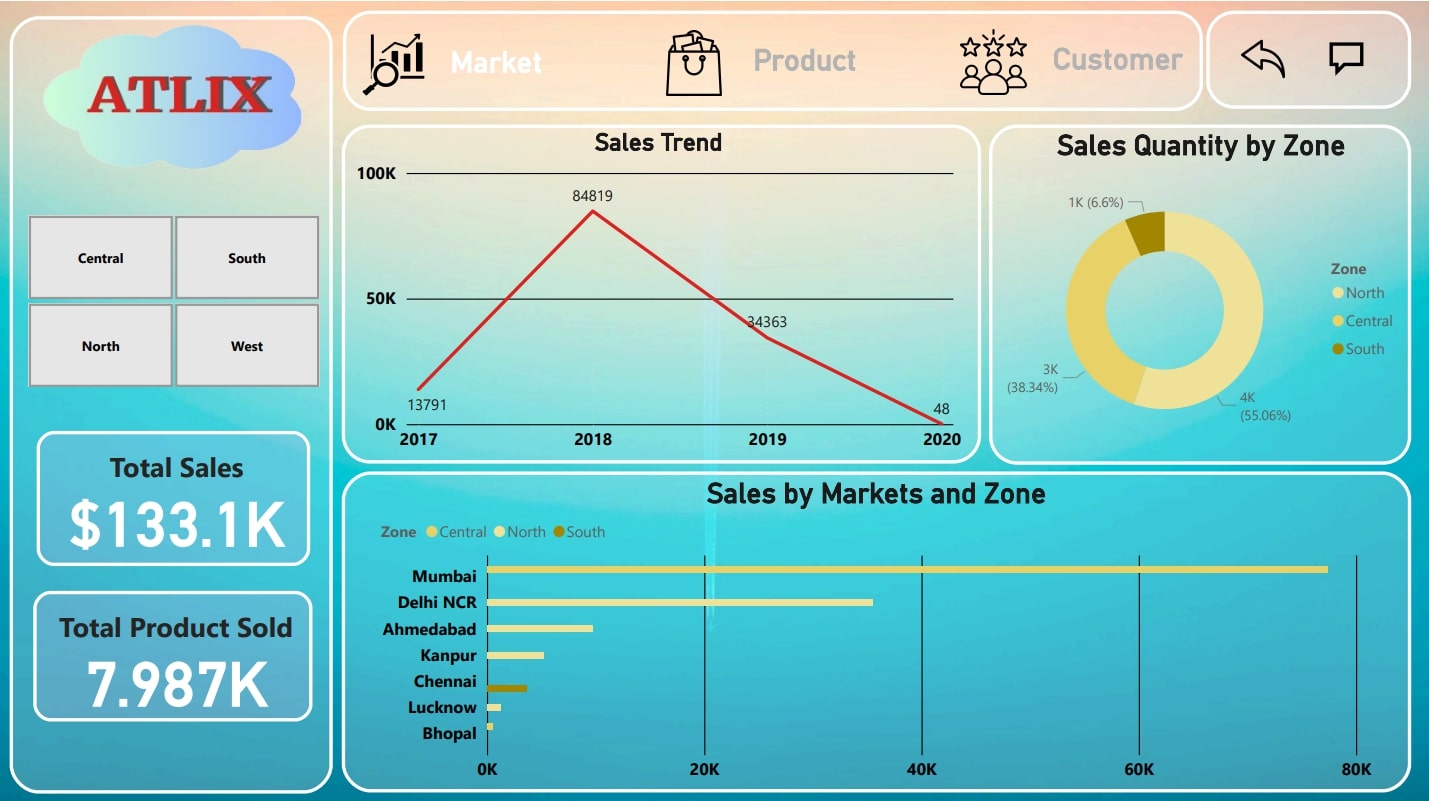 ATLIX
Market
Product
Customer
Central
South
North
West
Total Sales
$133.1K
Total Product Sold
7.987K
Sales Trend
100K
50K
0K
84819
34363
13791
48
2017
2018
2019
2020
Sales Quantity by Zone
1K (6.6%)
3K
(38.34%)
4K
(55.06%)
Zone
North
Central
South
Sales by Markets and Zone
Zone Central North South
Mumbai
Delhi NCR
Ahmedabad
Kanpur
Chennai
Lucknow
Bhopal
0K
20K
40K
60K
80K